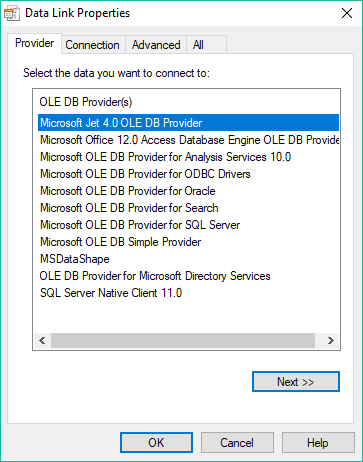 Data Link Properties
Provider Connection Advanced All
Select the data you want to connect to:
OLE DB Provider(s)
Microsoft Jet 4.0 OLE DB Provider
Microsoft Office 12.0 Access Database Engine OLE DB Provide
Microsoft OLE DB Provider for Analysis Services 10.0
Microsoft OLE DB Provider for ODBC Drivers
Microsoft OLE DB Provider for Oracle
Microsoft OLE DB Provider for Search
Microsoft OLE DB Provider for SQL Server
Microsoft OLE DB Simple Provider
MSDataShape
OLE DB Provider for Microsoft Directory Services
SQL Server Native Client 11.0
Next >>
OK Cancel Help